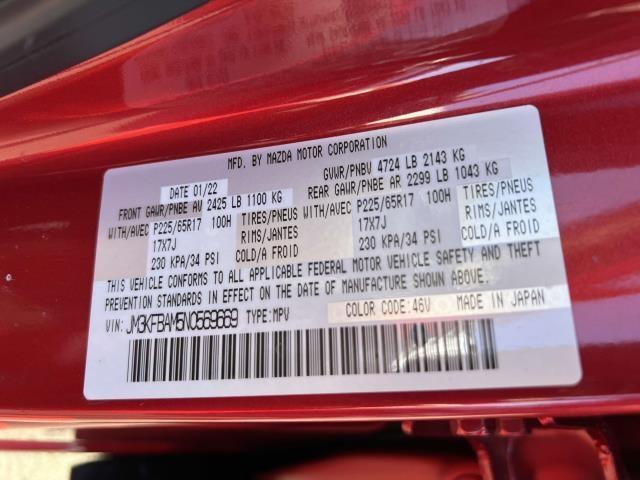 MFD. BY MAZDA MOTOR CORPORATION
DATE 01/22 GVWR/PNBV 4724 LB 2143 KG
FRONT GAWR/PNBE AV 2425 LB 1100 KG REAR GAWR/PNBE AR 2299 LB 1043 KG
WITH/AVEC P225/65R17 100H TIRES/PNEUS WITH/AVEC P225/65R17 100H TIRES/PNEUS
17X7J RIMS/JANTES 17X7J RIMS/JANTES
230 KPA/34 PSI COLD/A FROID 230 KPA/34 PSI COLD/A FROID
THIS VEHICLE CONFORMS TO ALL APPLICABLE FEDERAL MOTOR VEHICLE SAFETY AND THEFT
PREVENTION STANDARDS IN EFFECT ON THE DATE OF MANUFACTURE SHOWN ABOVE.
VIN: JM3KFBAM5N0569669 TYPE:MPV COLOR CODE:46V MADE IN JAPAN